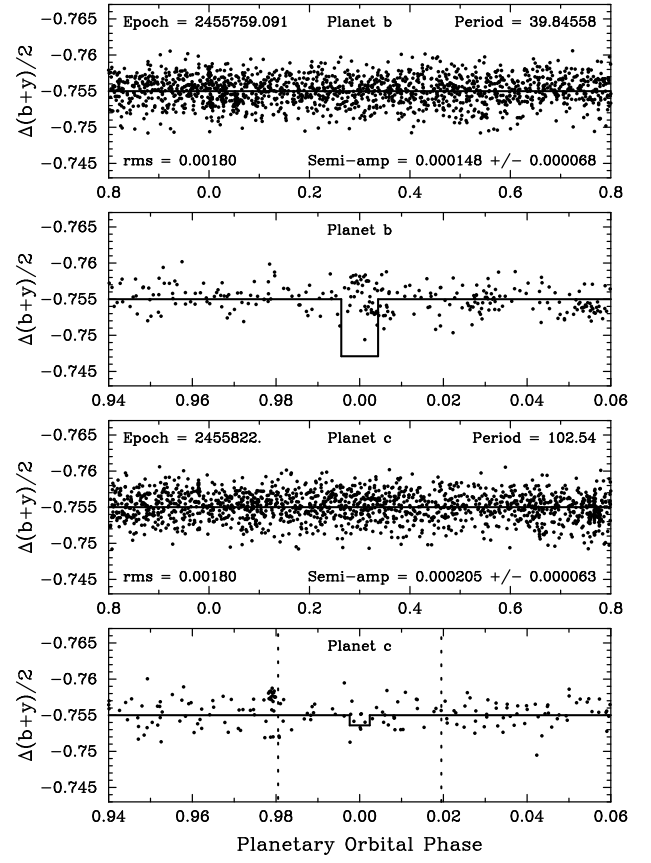 Δ(b+y)/2
−0.765
−0.76
−0.755
−0.75
−0.745
Epoch = 2455759.091 Planet b Period = 39.84558
rms = 0.00180 Semi-amp = 0.000148 +/- 0.000068
0.8 0.0 0.2 0.4 0.6 0.8
Δ(b+y)/2
−0.765
−0.76
−0.755
−0.75
−0.745
Planet b
0.94 0.96 0.98 0.00 0.02 0.04 0.06
Δ(b+y)/2
−0.765
−0.76
−0.755
−0.75
−0.745
Epoch = 2455822. Planet c Period = 102.54
rms = 0.00180 Semi-amp = 0.000205 +/- 0.000063
0.8 0.0 0.2 0.4 0.6 0.8
Δ(b+y)/2
−0.765
−0.76
−0.755
−0.75
−0.745
Planet c
0.94 0.96 0.98 0.00 0.02 0.04 0.06
Planetary Orbital Phase